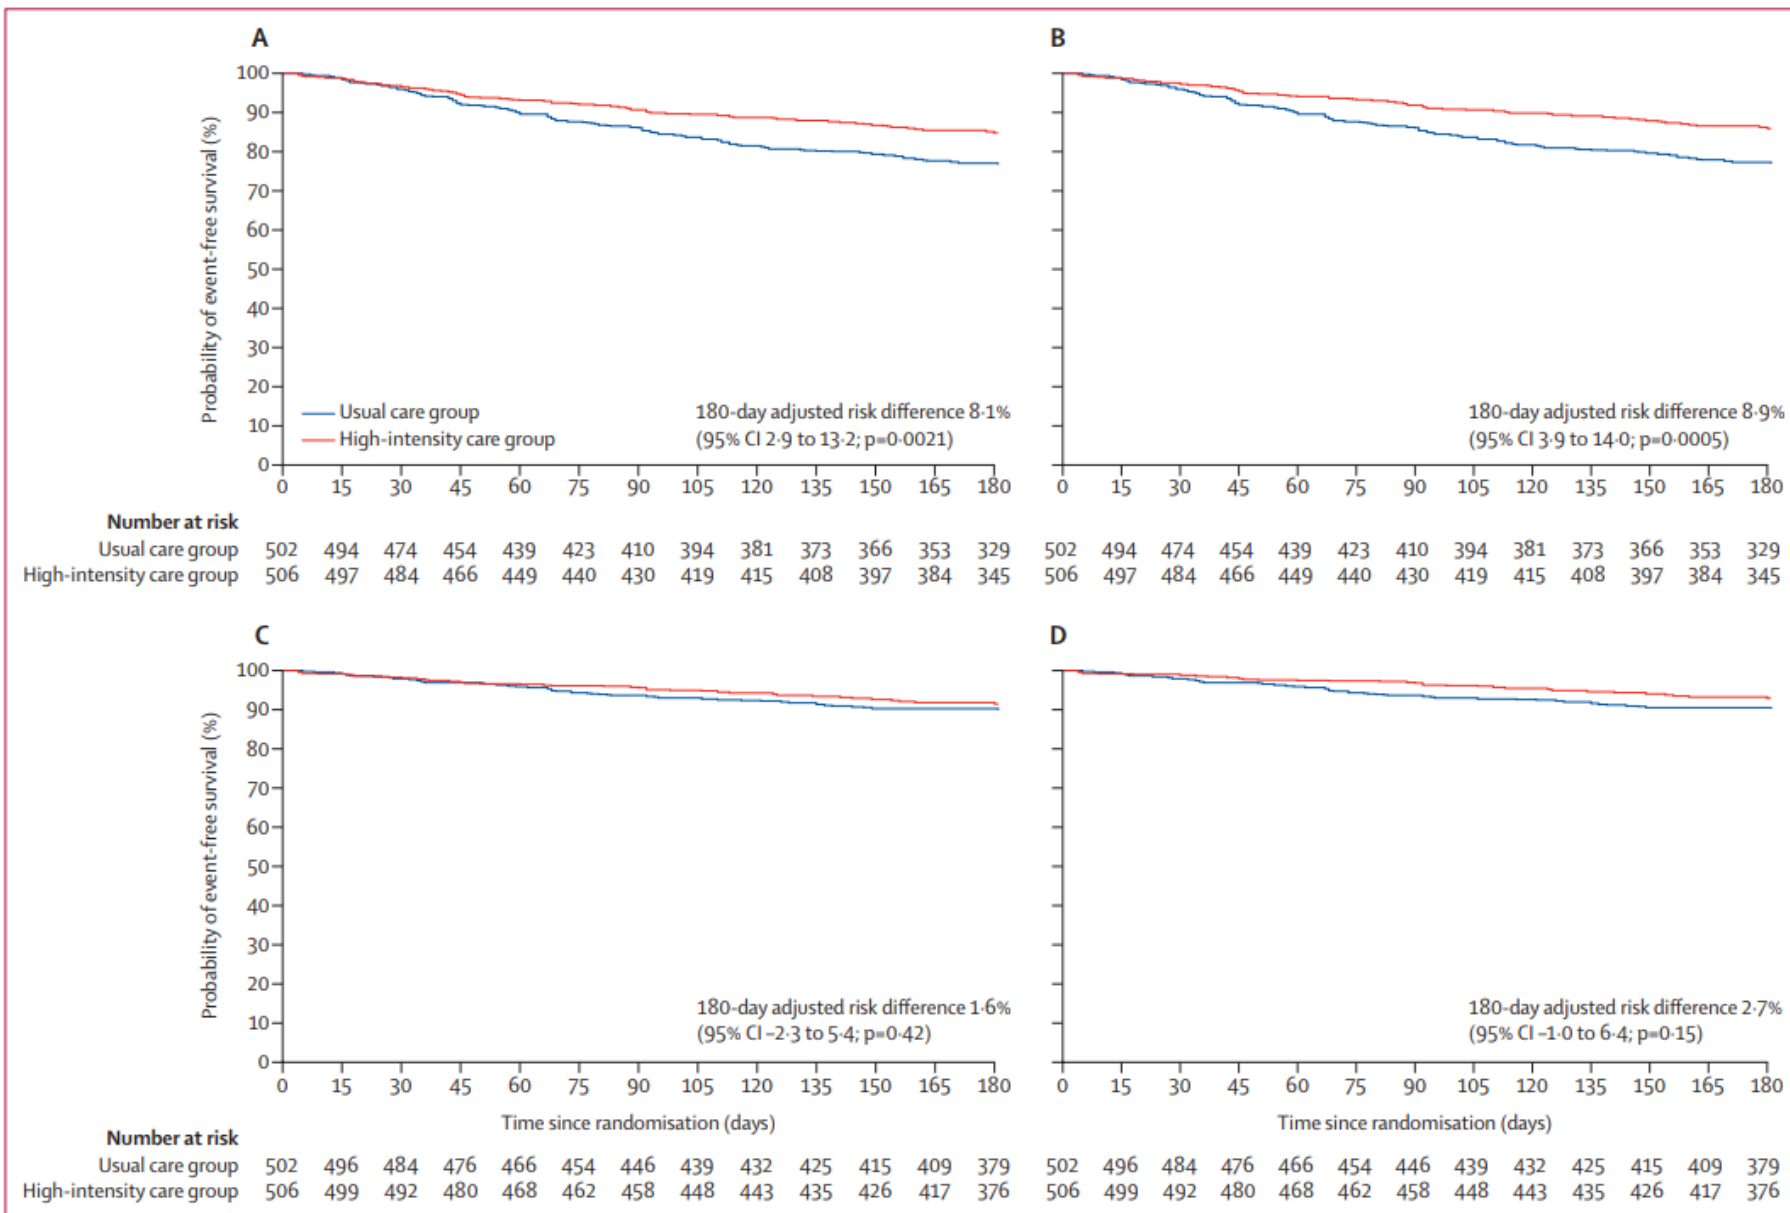 A
B
Probability of event-free survival (%)
100
90
80
70
60
50
40
30
20
10
0
Usual care group
High-intensity care group
180-day adjusted risk difference 8·1%
(95% CI 2·9 to 13·2; p=0·0021)
180-day adjusted risk difference 8·9%
(95% CI 3·9 to 14·0; p=0·0005)
0 15 30 45 60 75 90 105 120 135 150 165 180
0 15 30 45 60 75 90 105 120 135 150 165 180
Number at risk
Usual care group 502 494 474 454 439 423 410 394 381 373 366 353 329
502 494 474 454 439 423 410 394 381 373 366 353 329
High-intensity care group 506 497 484 466 449 440 430 419 415 408 397 384 345
506 497 484 466 449 440 430 419 415 408 397 384 345
C
D
Probability of event-free survival (%)
100
90
80
70
60
50
40
30
20
10
0
180-day adjusted risk difference 1·6%
(95% CI –2·3 to 5·4; p=0·42)
180-day adjusted risk difference 2·7%
(95% CI –1·0 to 6·4; p=0·15)
0 15 30 45 60 75 90 105 120 135 150 165 180
0 15 30 45 60 75 90 105 120 135 150 165 180
Time since randomisation (days)
Time since randomisation (days)
Number at risk
Usual care group 502 496 484 476 466 454 446 439 432 425 415 409 379
502 496 484 476 466 454 446 439 432 425 415 409 379
High-intensity care group 506 499 492 480 468 462 458 448 443 435 426 417 376
506 499 492 480 468 462 458 448 443 435 426 417 376